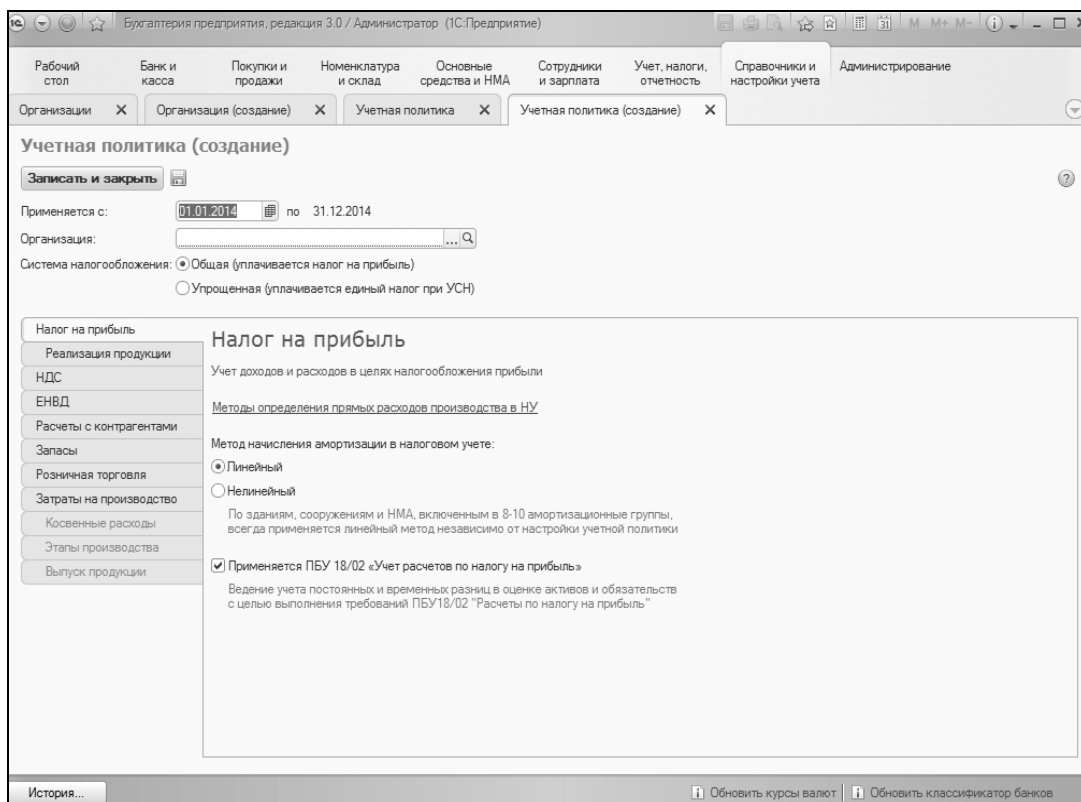 1С Бухгалтерия предприятия, редакция 3.0 / Администратор (1С:Предприятие) 31 M M+ M-
Рабочий стол
Банк и касса
Покупки и продажи
Номенклатура и склад
Основные средства и НМА
Сотрудники и зарплата
Учет, налоги, отчетность
Справочники и настройки учета
Администрирование
Организации
Организация (создание)
Учетная политика
Учетная политика (создание)
Учетная политика (создание)
Записать и закрыть
?
Применяется с: 01.01.2014 по 31.12.2014
Организация: ...
Система налогообложения: Общая (уплачивается налог на прибыль)
Упрощенная (уплачивается единый налог при УСН)
Налог на прибыль
Реализация продукции
НДС
ЕНВД
Расчеты с контрагентами
Запасы
Розничная торговля
Затраты на производство
Косвенные расходы
Этапы производства
Выпуск продукции
Налог на прибыль
Учет доходов и расходов в целях налогообложения прибыли
Методы определения прямых расходов производства в НУ
Метод начисления амортизации в налоговом учете:
Линейный
Нелинейный
По зданиям, сооружениям и НМА, включенным в 8-10 амортизационные группы,
всегда применяется линейный метод независимо от настройки учетной политики
Применяется ПБУ 18/02 «Учет расчетов по налогу на прибыль»
Ведение учета постоянных и временных разниц в оценке активов и обязательств
с целью выполнения требований ПБУ18/02 "Расчеты по налогу на прибыль"
История...
Обновить курсы валют
Обновить классификатор банков